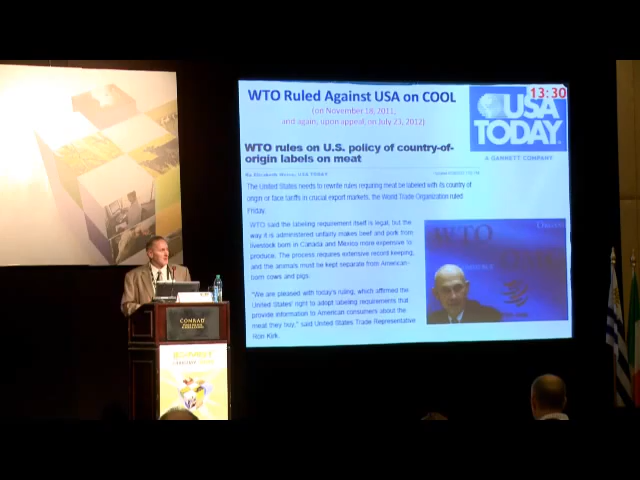 WTO Ruled Against USA on COOL
(on November 18, 2011,
and again, upon appeal, on July 23, 2012)
13:30
USA
TODAY
A GANNETT COMPANY
WTO rules on U.S. policy of country-of-
origin labels on meat
USA TODAY
The United States needs to rewrite rules requiring meat be labeled with its country of
origin or face tariffs in crucial export markets, the World Trade Organization ruled
Friday.
WTO said the labeling requirement itself is legal, but the
way it is administered unfairly makes beef and pork from
livestock born in Canada and Mexico more expensive to
produce. The process requires extensive record keeping,
and the animals must be kept separate from American-
born cows and pigs.
"We are pleased with today's ruling, which affirmed the
United States' right to adopt labeling requirements that
provide information to American consumers about the
meat they buy," said United States Trade Representative
Ron Kirk.
WTO
CONRAD